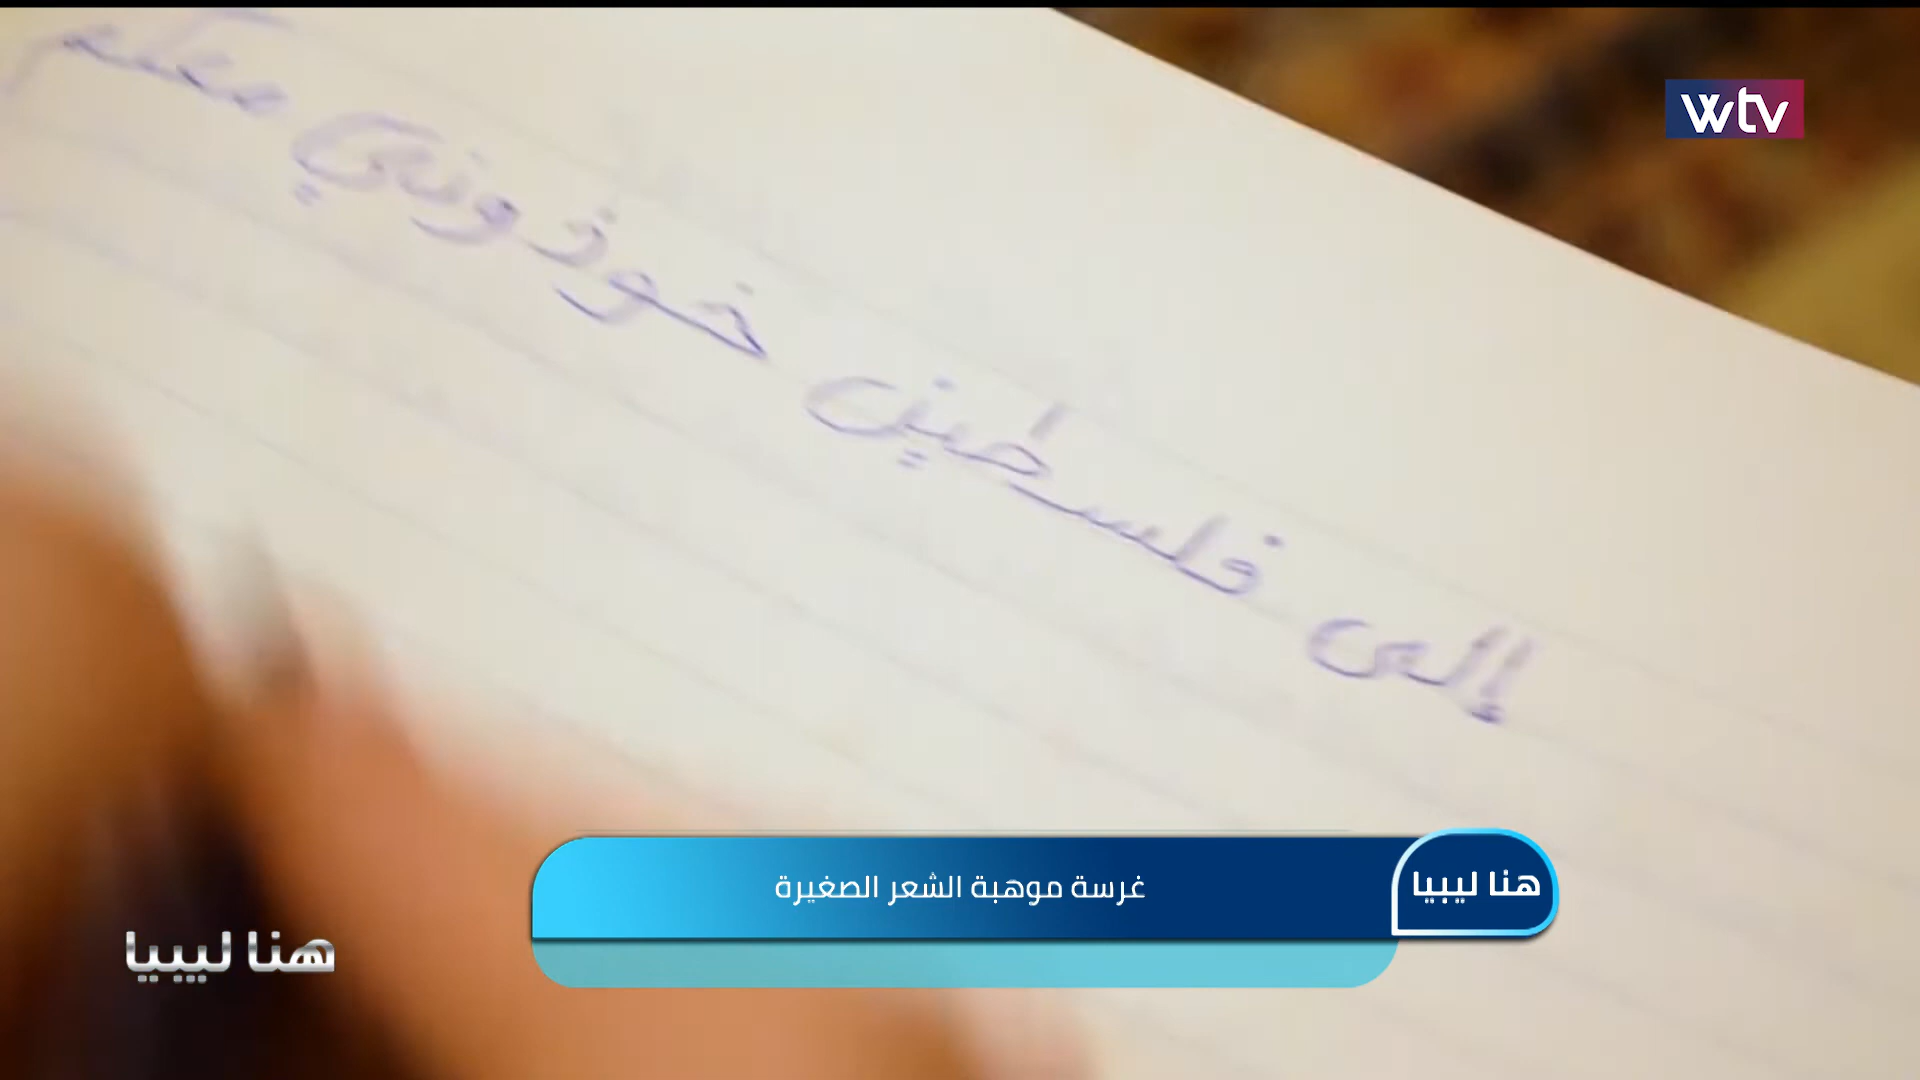 wtv
إلى فلسطين خوذوني معكم
هنا ليبيا
غرسة موهبة الشعر الصغيرة
هنا ليبيا